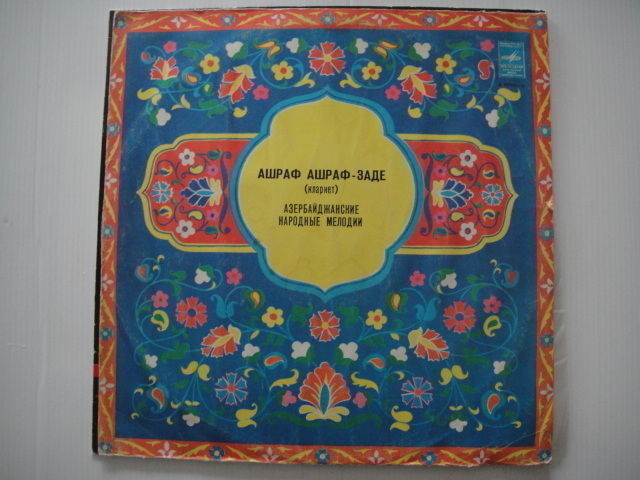 АШРАФ АШРАФ-ЗАДЕ
(кларнет)
АЗЕРБАЙДЖАНСКИЕ
НАРОДНЫЕ МЕЛОДИИ